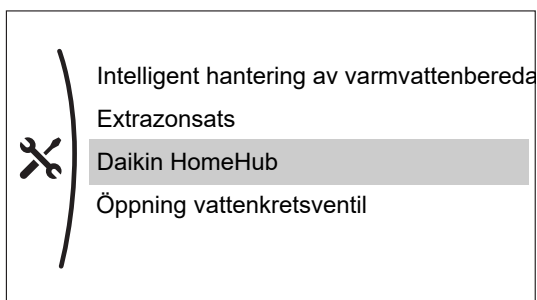 Intelligent hantering av varmvattenbereda
Extrazonsats
Daikin HomeHub
Öppning vattenkretsventil